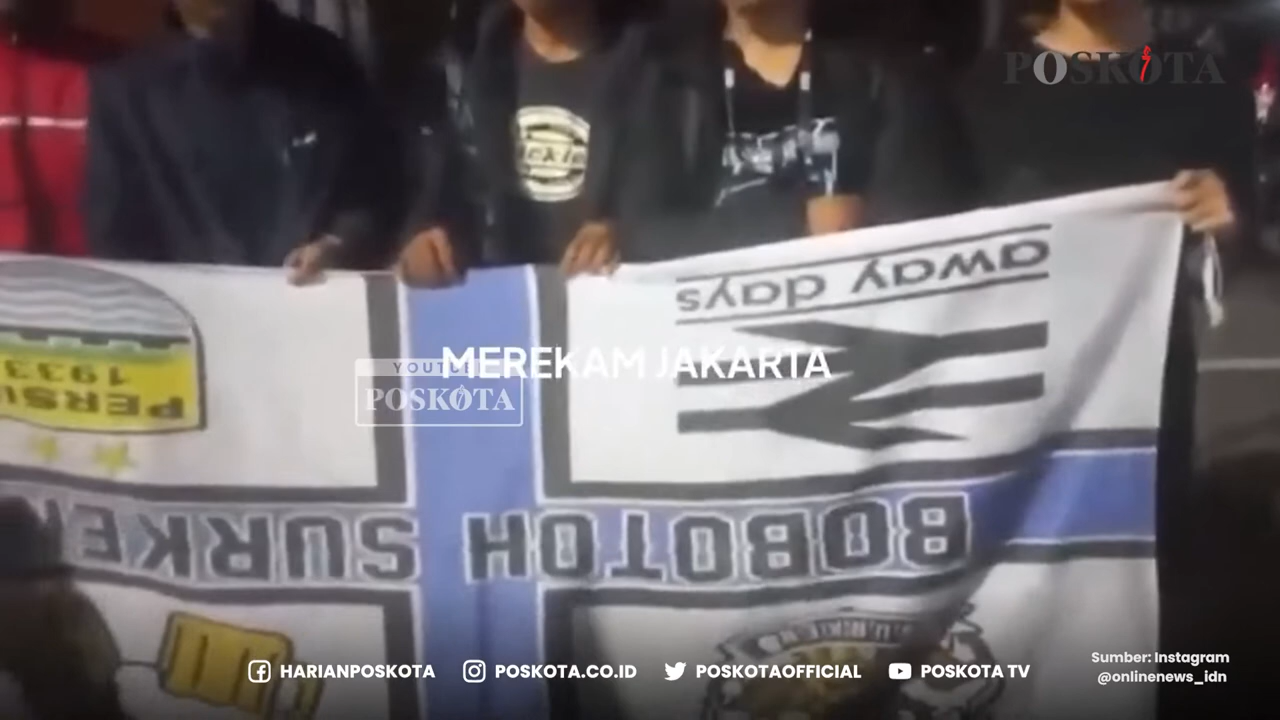 POSKOTA
away days
MEREKAM JAKARTA
YOUTUBE
POSKOTA
1933
PERSI
BOBOTOH SURKE
HARIANPOSKOTA
POSKOTA.CO.ID
POSKOTAOFFICIAL
POSKOTA TV
Sumber: Instagram
@onlinenews_idn